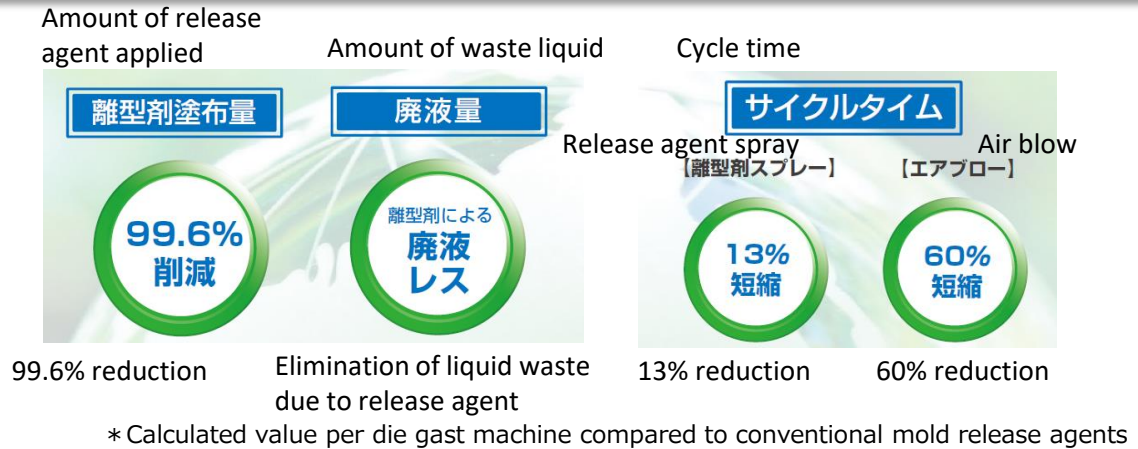 Amount of release
agent applied
Amount of waste liquid
Cycle time
離型剤塗布量
廃液量
サイクルタイム
Release agent spray
Air blow
【離型剤スプレー】
【エアブロー】
99.6%
削減
離型剤による
廃液
レス
13%
短縮
60%
短縮
99.6% reduction
Elimination of liquid waste
due to release agent
13% reduction
60% reduction
＊Calculated value per die gast machine compared to conventional mold release agents